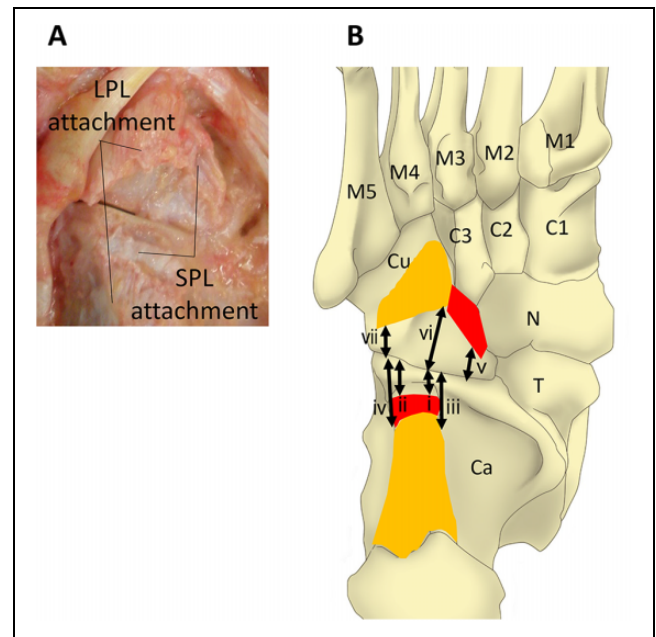 A
B
LPL
attachment
SPL
attachment
M5
M4
M3
M2
M1
C3
C2
C1
Cu
N
vii
vi
v
T
iv
ii
i
iii
Ca